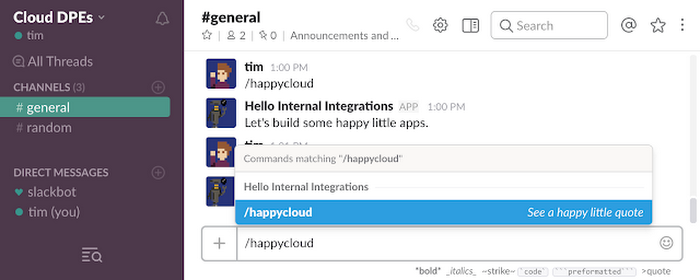 Cloud DPEs
tim
All Threads
CHANNELS (3)
# general
# random
DIRECT MESSAGES
slackbot
tim (you)
#general
2 | 0 | Announcements and ...
Search
tim 1:00 PM
/happycloud
Hello Internal Integrations APP 1:00 PM
Let's build some happy little apps.
tim 1:01 PM
Commands matching "/happycloud"
Hello Internal Integrations
/happycloud See a happy little quote
/happycloud
*bold* _italics_ ~strike~ `code` ```preformatted``` >quote